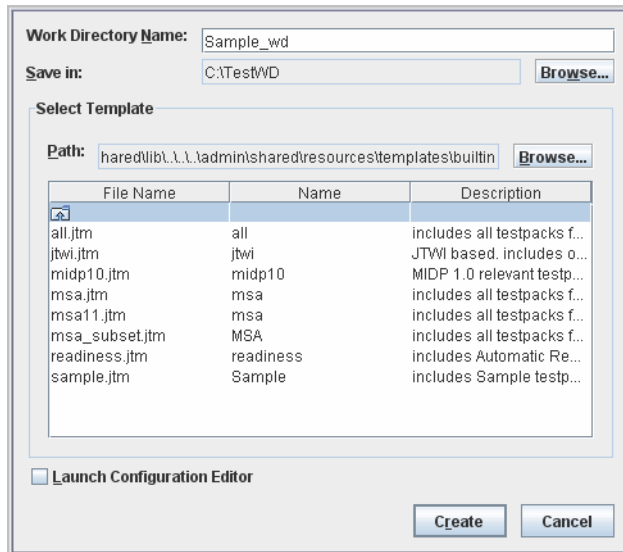 Work Directory Name: Sample_wd
Save in: C:\TestWD Browse...
Select Template
Path: hared\lib\..\..\..\admin\shared\resources\templates\builtin Browse...
File Name Name Description
all.jtm all includes all testpacks f...
jtwi.jtm jtwi JTWI based. includes o...
midp10.jtm midp10 MIDP 1.0 relevant testp...
msa.jtm msa includes all testpacks f...
msa11.jtm msa includes all testpacks f...
msa_subset.jtm MSA includes all testpacks f...
readiness.jtm readiness includes Automatic Re...
sample.jtm Sample includes Sample testp...
Launch Configuration Editor
Create Cancel